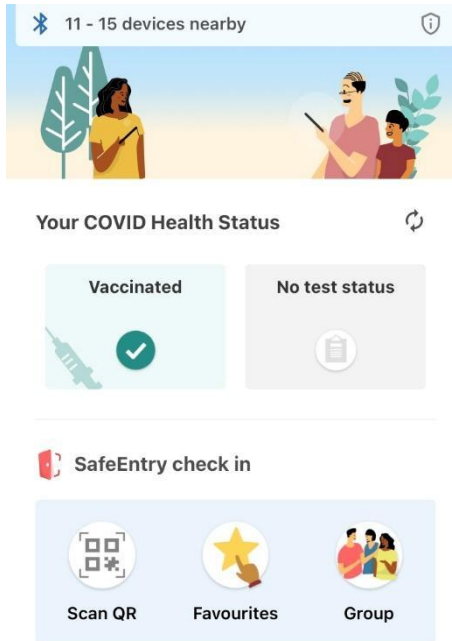 11 - 15 devices nearby
Your COVID Health Status
Vaccinated
No test status
SafeEntry check in
Scan QR
Favourites
Group